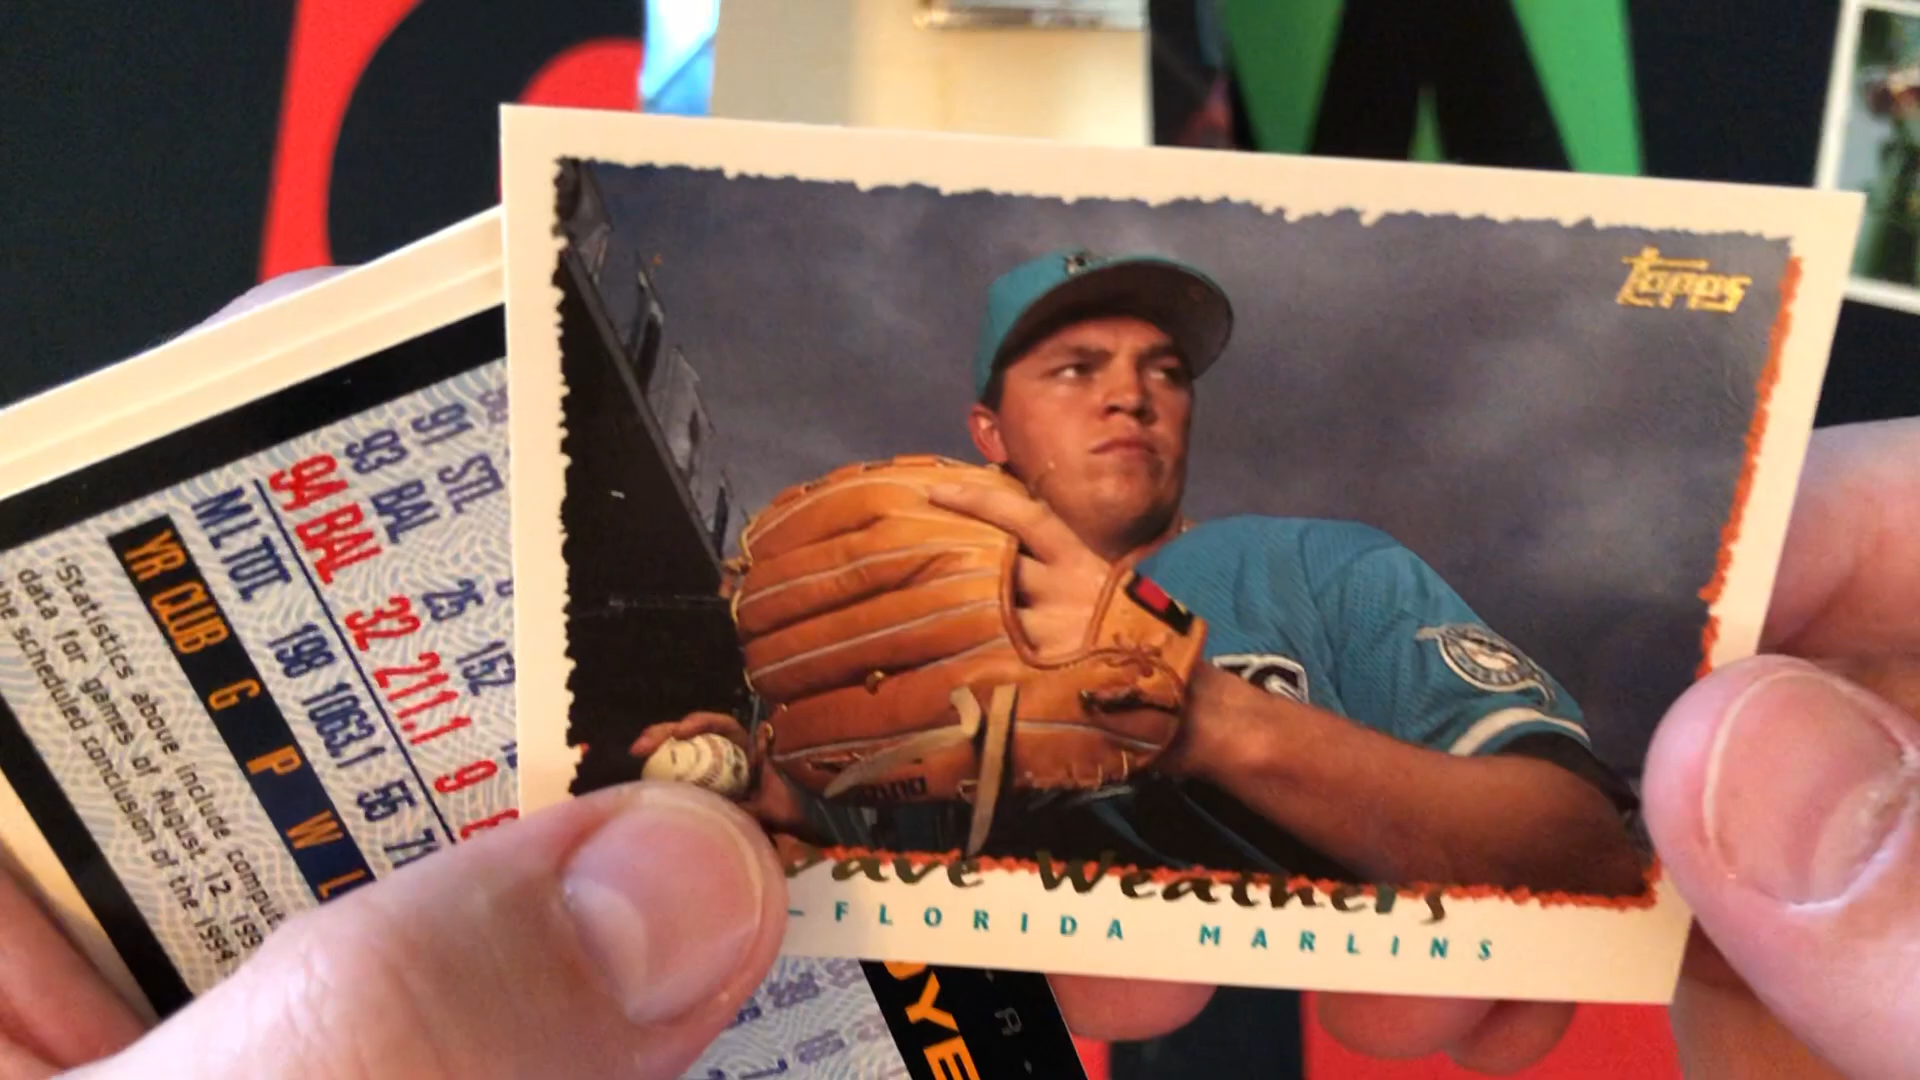 Topps
Dave Weathers
FLORIDA MARLINS
91 STL
93 BAL 25 152
94 BAL 32 211.1 9
ML TOT 198 1063.1 55 71
YR CLUB G P W L
*Statistics above include
data for games of August 12
the scheduled conclusion of the 1994